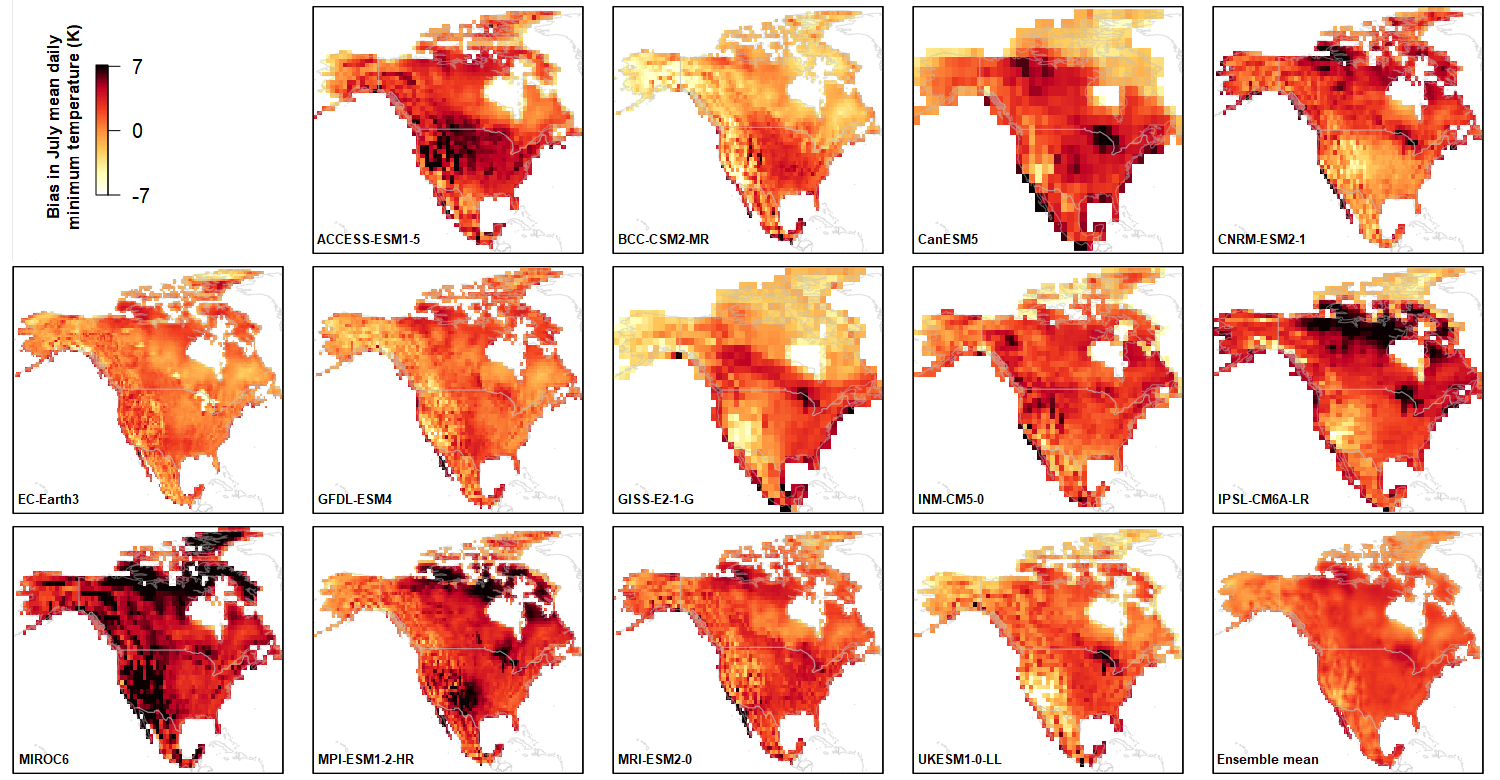 Bias in July mean daily
minimum temperature (K)
7
0
-7
ACCESS-ESM1-5
BCC-CSM2-MR
CanESM5
CNRM-ESM2-1
EC-Earth3
GFDL-ESM4
GISS-E2-1-G
INM-CM5-0
IPSL-CM6A-LR
MIROC6
MPI-ESM1-2-HR
MRI-ESM2-0
UKESM1-0-LL
Ensemble mean